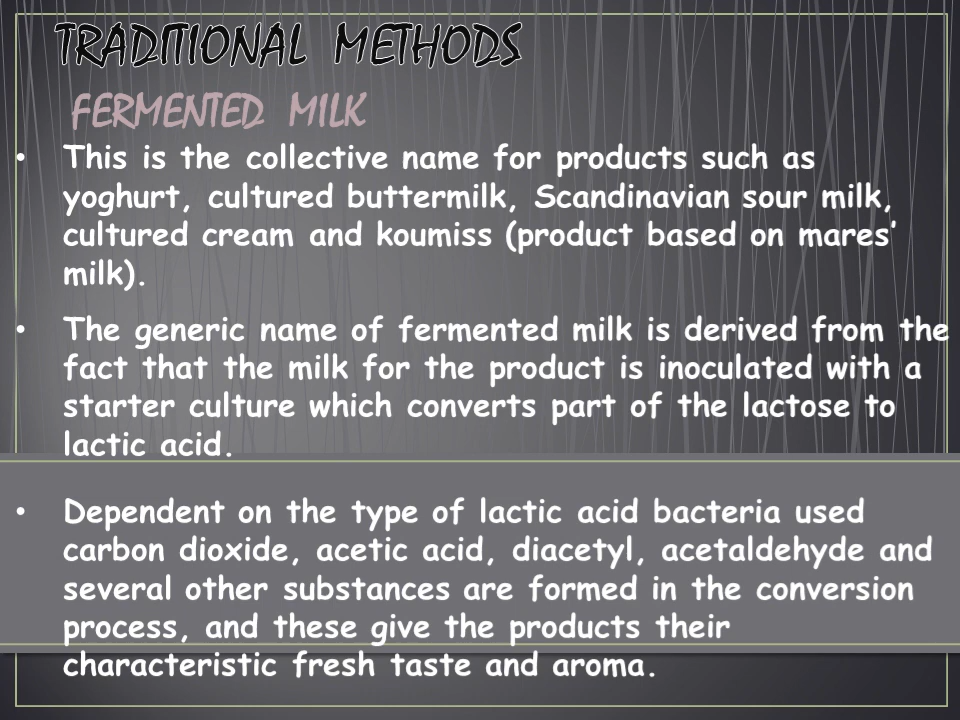 TRADITIONAL METHODS
FERMENTED MILK
• This is the collective name for products such as
yoghurt, cultured buttermilk, Scandinavian sour milk,
cultured cream and koumiss (product based on mares’
milk).
• The generic name of fermented milk is derived from the
fact that the milk for the product is inoculated with a
starter culture which converts part of the lactose to
lactic acid.
• Dependent on the type of lactic acid bacteria used
carbon dioxide, acetic acid, diacetyl, acetaldehyde and
several other substances are formed in the conversion
process, and these give the products their
characteristic fresh taste and aroma.